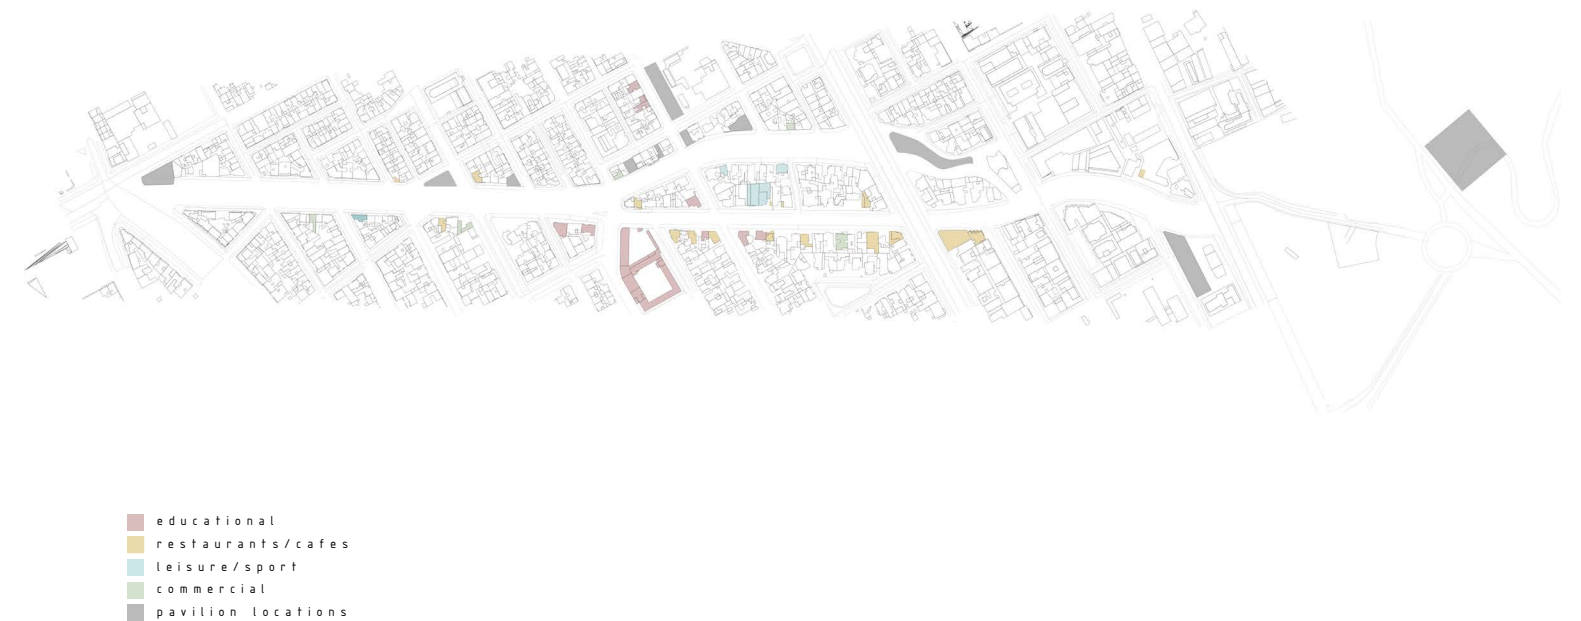 educational
restaurants/cafes
leisure/sport
commercial
pavilion locations